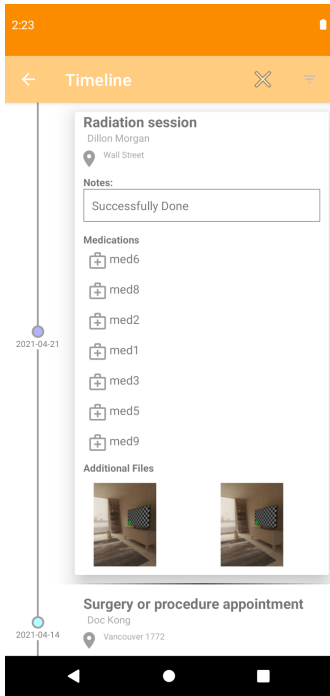 2:23
Timeline
Radiation session
Dillon Morgan
Wall Street
Notes:
Successfully Done
Medications
med6
med8
med2
med1
med3
med5
med9
2021-04-21
Additional Files
Surgery or procedure appointment
Doc Kong
Vancouver 1772
2021-04-14